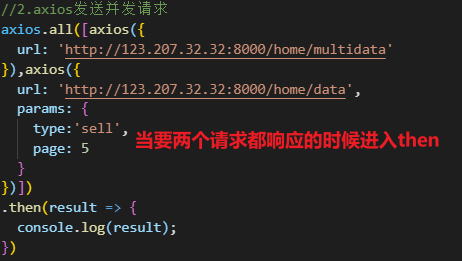 //2.axios发送并发请求
axios.all([axios({
  url: 'http://123.207.32.32:8000/home/multidata'
}),axios({
  url: 'http://123.207.32.32:8000/home/data',
  params: {
    type:'sell',
    page: 5
当要两个请求都响应的时候进入then
  }
})])
.then(result => {
  console.log(result);
})